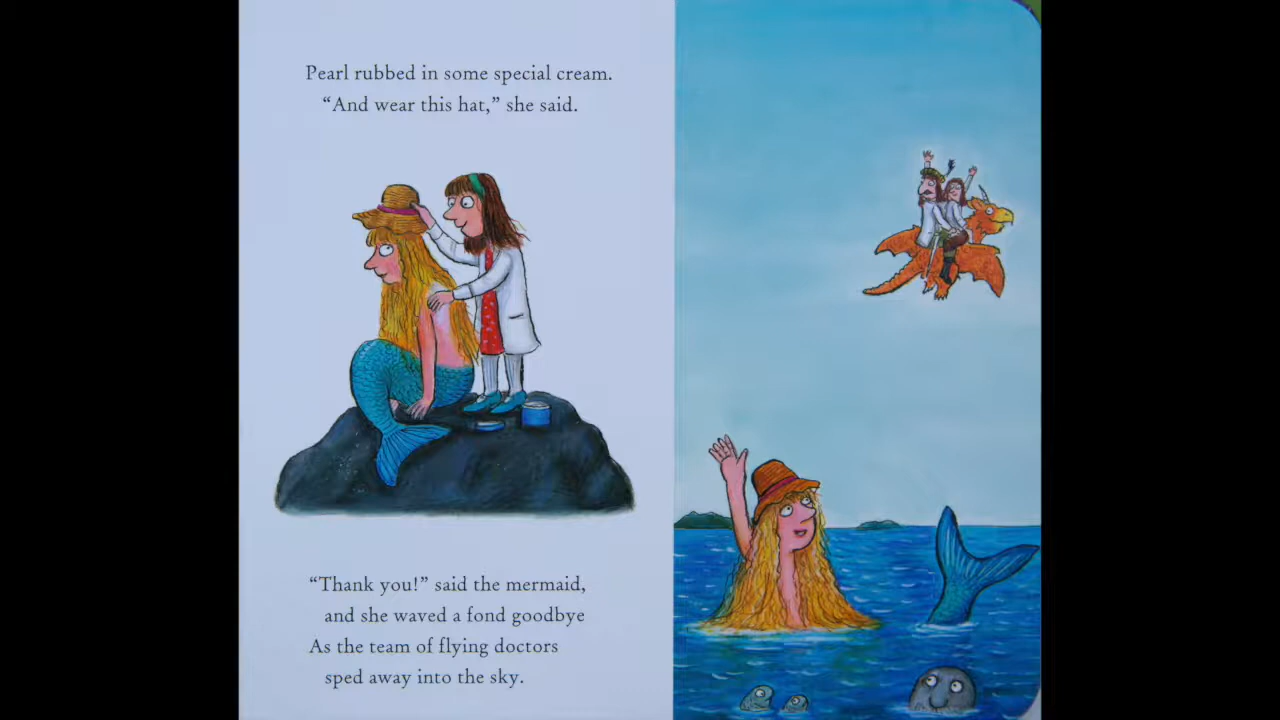 Pearl rubbed in some special cream.
“And wear this hat,” she said.
“Thank you!” said the mermaid,
and she waved a fond goodbye
As the team of flying doctors
sped away into the sky.